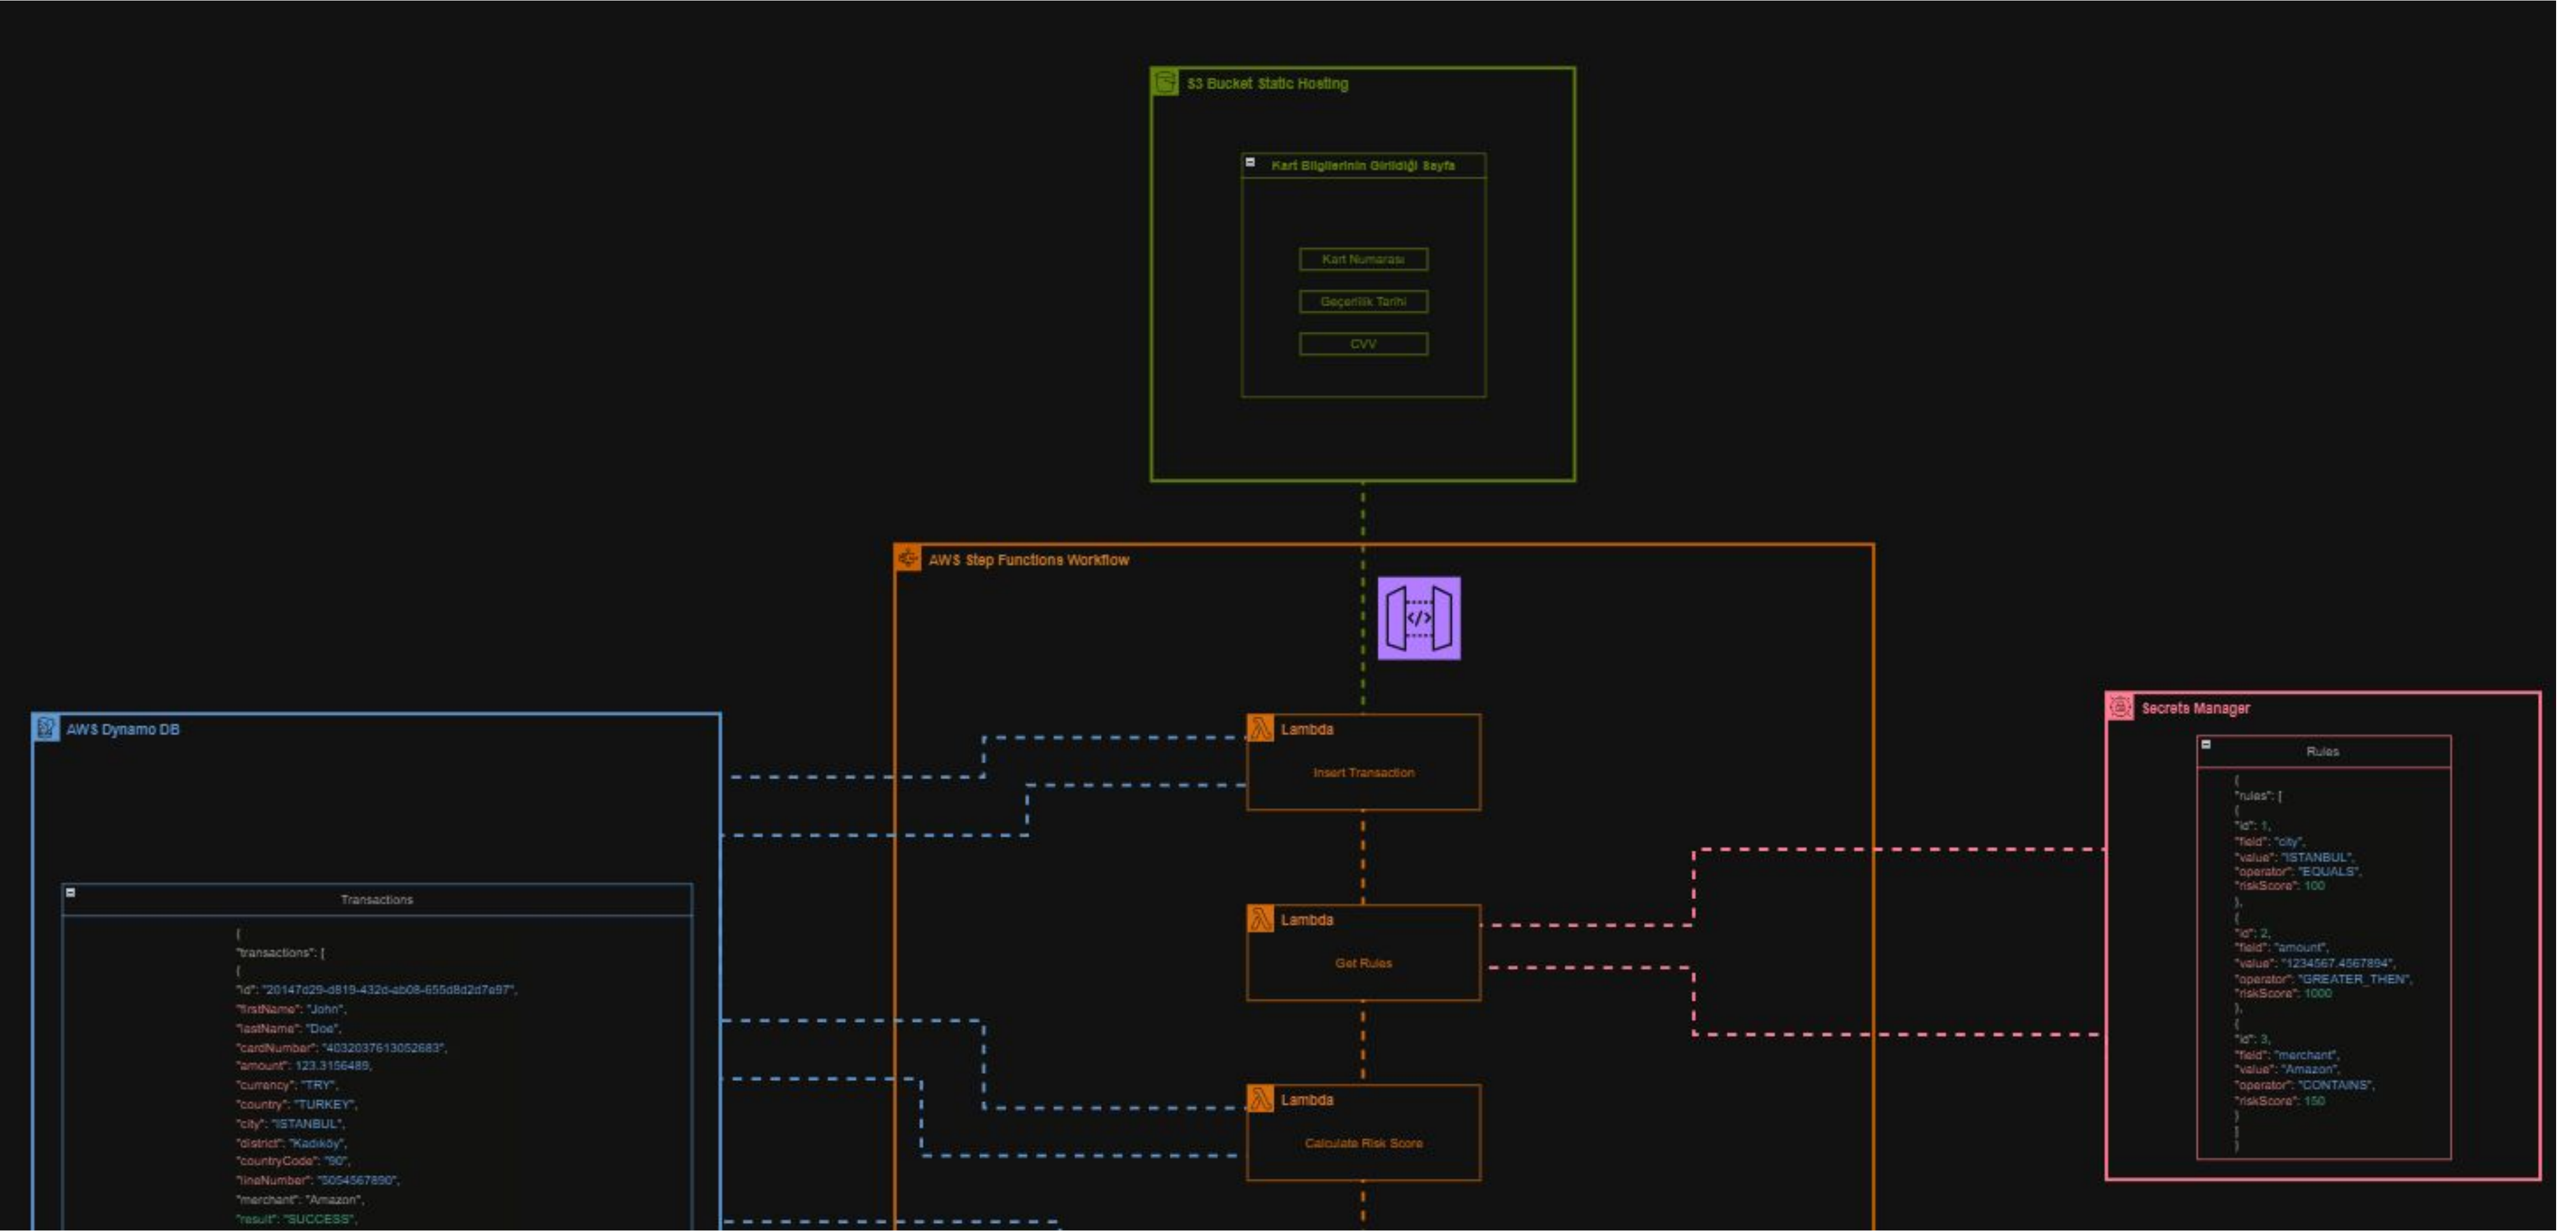 S3 Bucket Static Hosting
Kart Bilgilerinin Girildiği Sayfa
Kart Numarası
Geçerlilik Tarihi
CVV
AWS Step Functions Workflow
</>
Lambda
Insert Transaction
Lambda
Get Rules
Lambda
Calculate Risk Score
AWS Dynamo DB
Transactions
{
"transactions": [
{
"id": "20147d29-d819-432d-ab08-655d8d2d7e97",
"firstName": "John",
"lastName": "Doe",
"cardNumber": "4032037613052683",
"amount": 123.3156489,
"currency": "TRY",
"country": "TURKEY",
"city": "ISTANBUL",
"district": "Kadıköy",
"countryCode": "90",
"lineNumber": "5054567890",
"merchant": "Amazon",
"result": "SUCCESS",
Secrets Manager
Rules
{
"rules": [
{
"id": 1,
"field": "city",
"value": "ISTANBUL",
"operator": "EQUALS",
"riskScore": 100
},
{
"id": 2,
"field": "amount",
"value": "1234567.4567894",
"operator": "GREATER_THEN",
"riskScore": 1000
},
{
"id": 3,
"field": "merchant",
"value": "Amazon",
"operator": "CONTAINS",
"riskScore": 150
}
]
}